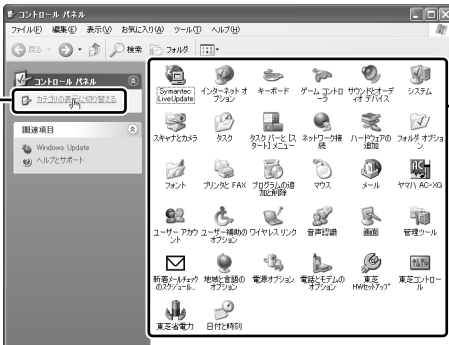 コントロール パネル
ファイル(F) 編集(E) 表示(V) お気に入り(A) ツール(T) ヘルプ(H)
戻る 検索 フォルダ
コントロール パネル
カテゴリの表示に切り替える
関連項目
Windows Update
ヘルプとサポート
Symantec
LiveUpdate
インターネット オ
プション
キーボード
ゲーム コントロ
ーラ
サウンドとオーデ
ィオ デバイス
システム
スキャナとカメラ
タスク
タスク バーと [ス
タート] メニュー
ネットワーク接
続
ハードウェアの
追加
フォルダ オプショ
ン
フォント
プリンタと FAX
プログラムの追
加と削除
マウス
メール
ヤマハ AC-XG
ユーザー アカウ
ント
ユーザー補助の
オプション
ワイヤレス リンク
音声認識
画面
管理ツール
新着メールチェック
のスケジュール...
地域と言語の
オプション
電源オプション
電話とモデムの
オプション
東芝
HWセットアップ
東芝コントロー
ル
東芝省電力
日付と時刻